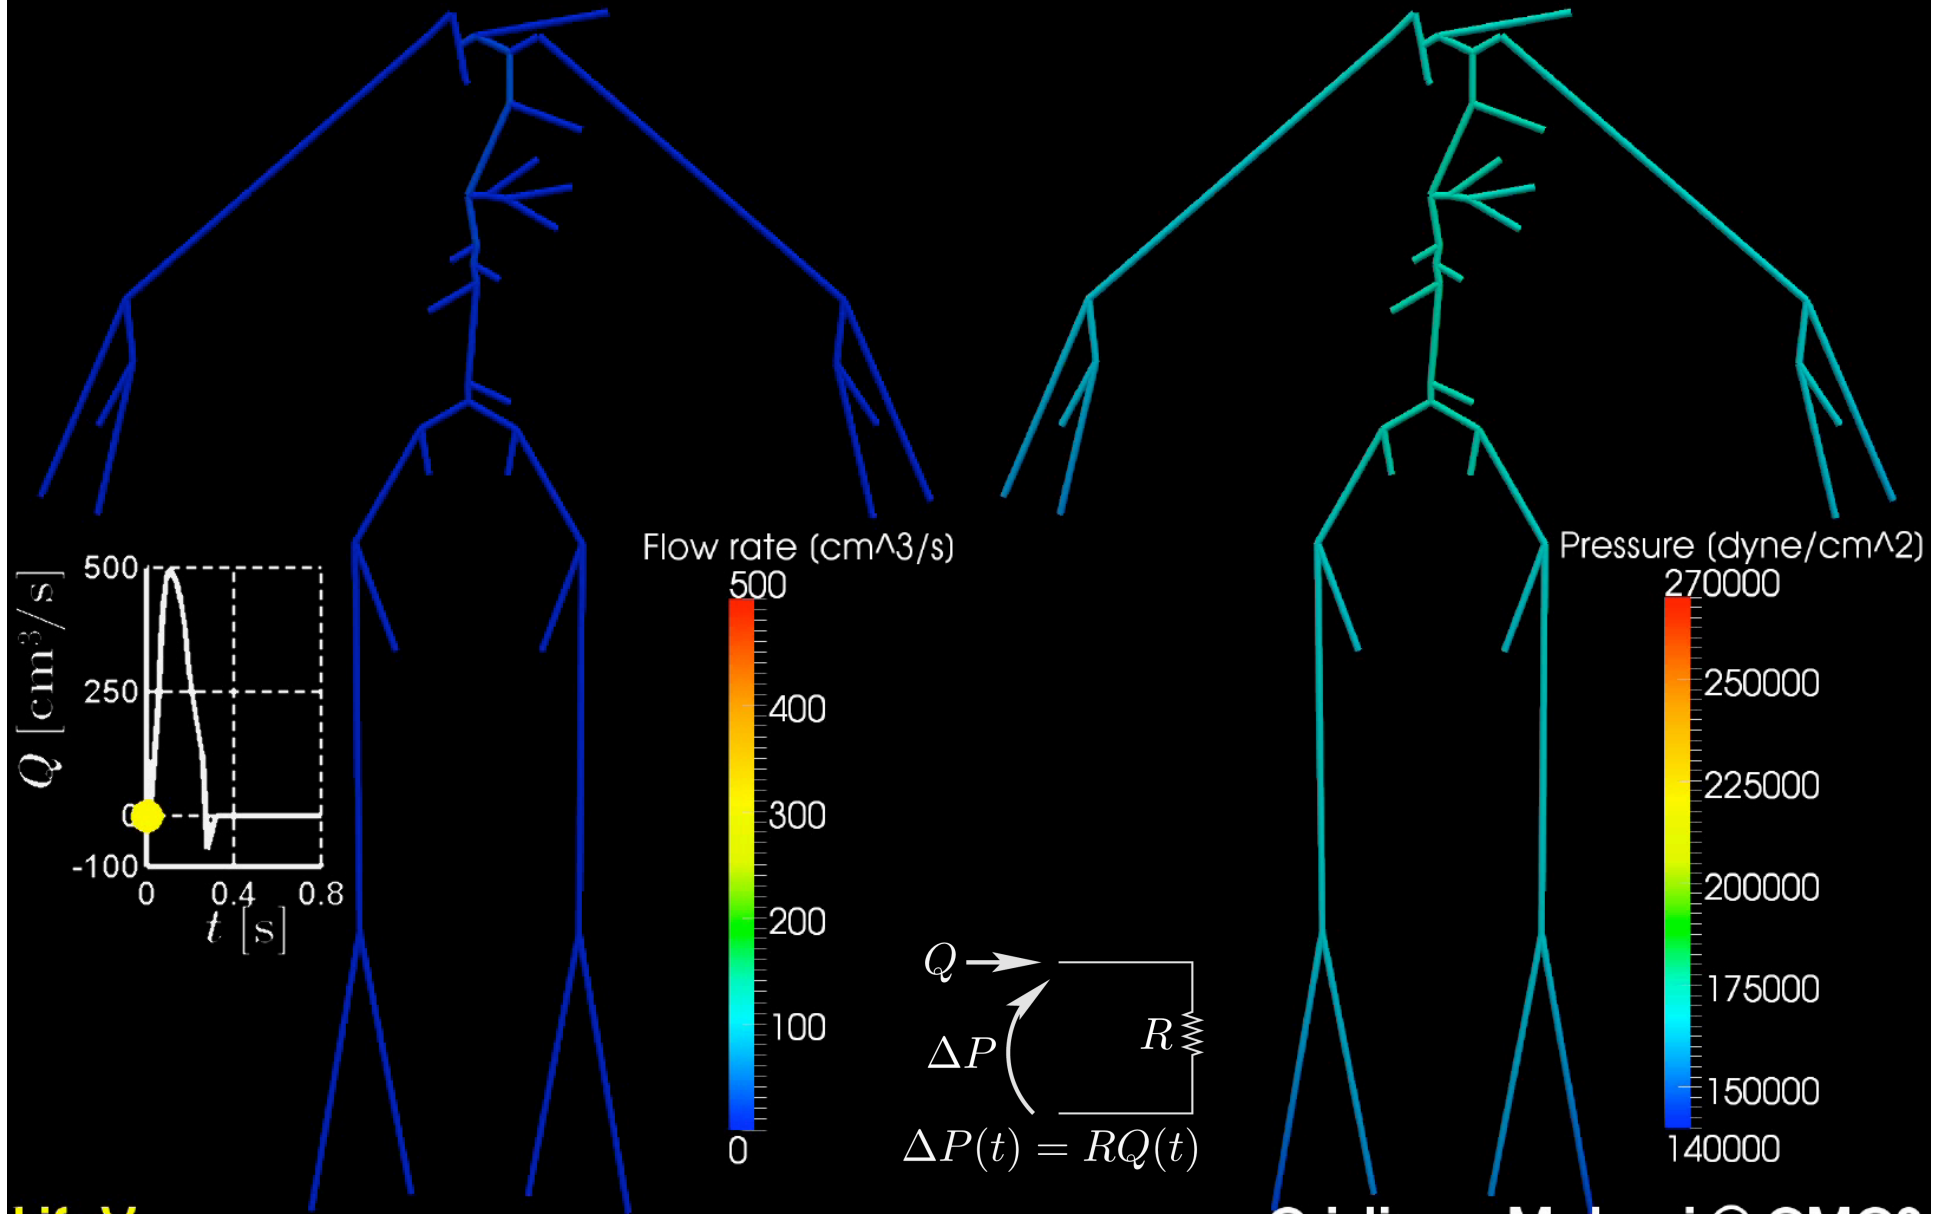 Flow rate (cm^3/s)
500
400
300
200
100
0
Pressure (dyne/cm^2)
270000
250000
225000
200000
175000
150000
140000
Q [cm³/s]
500
250
0
-100
0 0.4 0.8
t [s]
Q
ΔP
R
ΔP(t) = RQ(t)